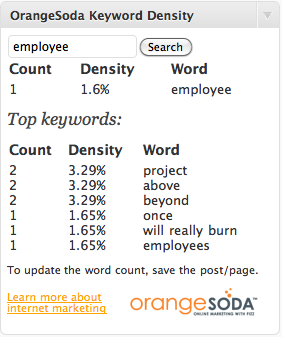 OrangeSoda Keyword Density
employee Search
Count Density Word
1 1.6% employee
Top keywords:
Count Density Word
2 3.29% project
2 3.29% above
2 3.29% beyond
1 1.65% once
1 1.65% will really burn
1 1.65% employees
To update the word count, save the post/page.
Learn more about
internet marketing
orangeSODA™
ONLINE MARKETING WITH FIZZ